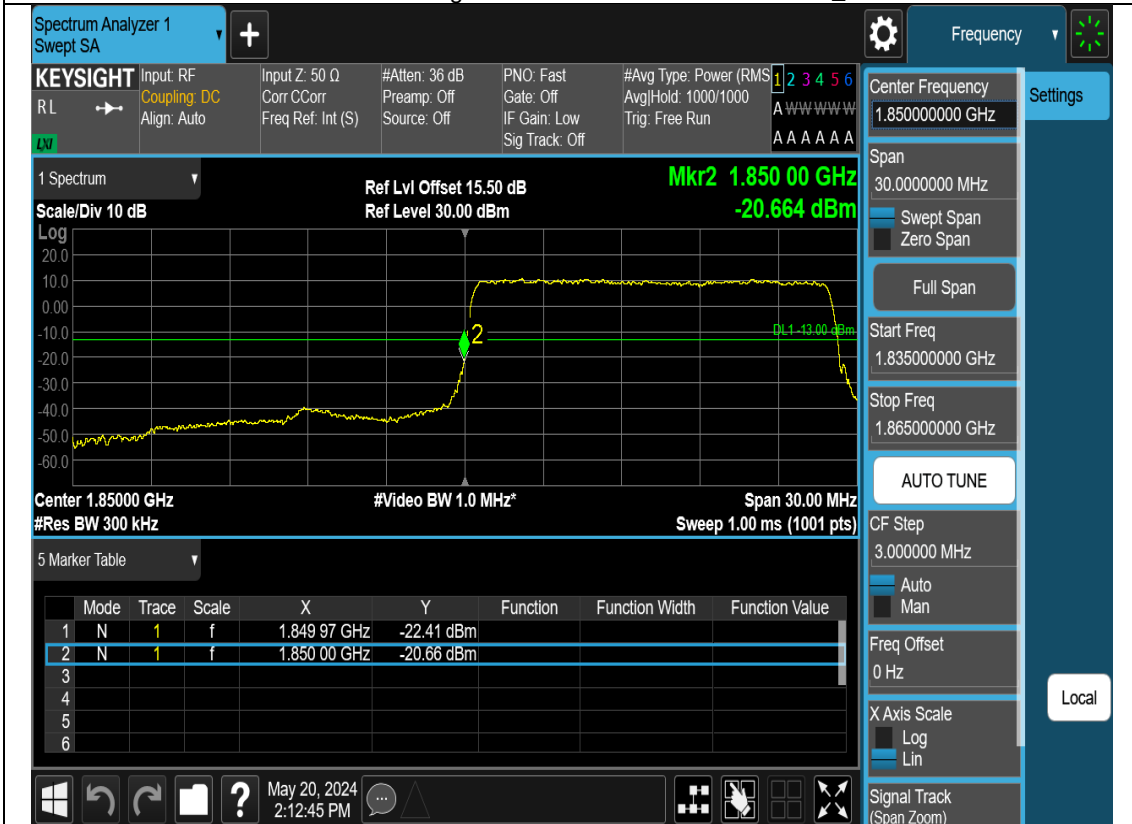 Spectrum Analyzer 1
Swept SA
+
Frequency
KEYSIGHT
RL
LXI
Input: RF
Coupling: DC
Align: Auto
Input Z: 50 Ω
Corr CCorr
Freq Ref: Int (S)
#Atten: 36 dB
Preamp: Off
Source: Off
PNO: Fast
Gate: Off
IF Gain: Low
Sig Track: Off
#Avg Type: Power (RMS
Avg|Hold: 1000/1000
Trig: Free Run
1 2 3 4 5 6
A W W W W W
A A A A A A
1 Spectrum
Scale/Div 10 dB
Log
Ref Lvl Offset 15.50 dB
Ref Level 30.00 dBm
Mkr2 1.850 00 GHz
-20.664 dBm
20.0
10.0
0.00
-10.0
-20.0
-30.0
-40.0
-50.0
-60.0
2
DL1 -13.00 dBm
Center 1.85000 GHz
#Res BW 300 kHz
#Video BW 1.0 MHz*
Span 30.00 MHz
Sweep 1.00 ms (1001 pts)
5 Marker Table
Mode Trace Scale X Y Function Function Width Function Value
1 N 1 f 1.849 97 GHz -22.41 dBm
2 N 1 f 1.850 00 GHz -20.66 dBm
3
4
5
6
?
May 20, 2024
2:12:45 PM
Center Frequency
1.850000000 GHz
Settings
Span
30.0000000 MHz
Swept Span
Zero Span
Full Span
Start Freq
1.835000000 GHz
Stop Freq
1.865000000 GHz
AUTO TUNE
CF Step
3.000000 MHz
Auto
Man
Freq Offset
0 Hz
Local
X Axis Scale
Log
Lin
Signal Track
(Span Zoom)